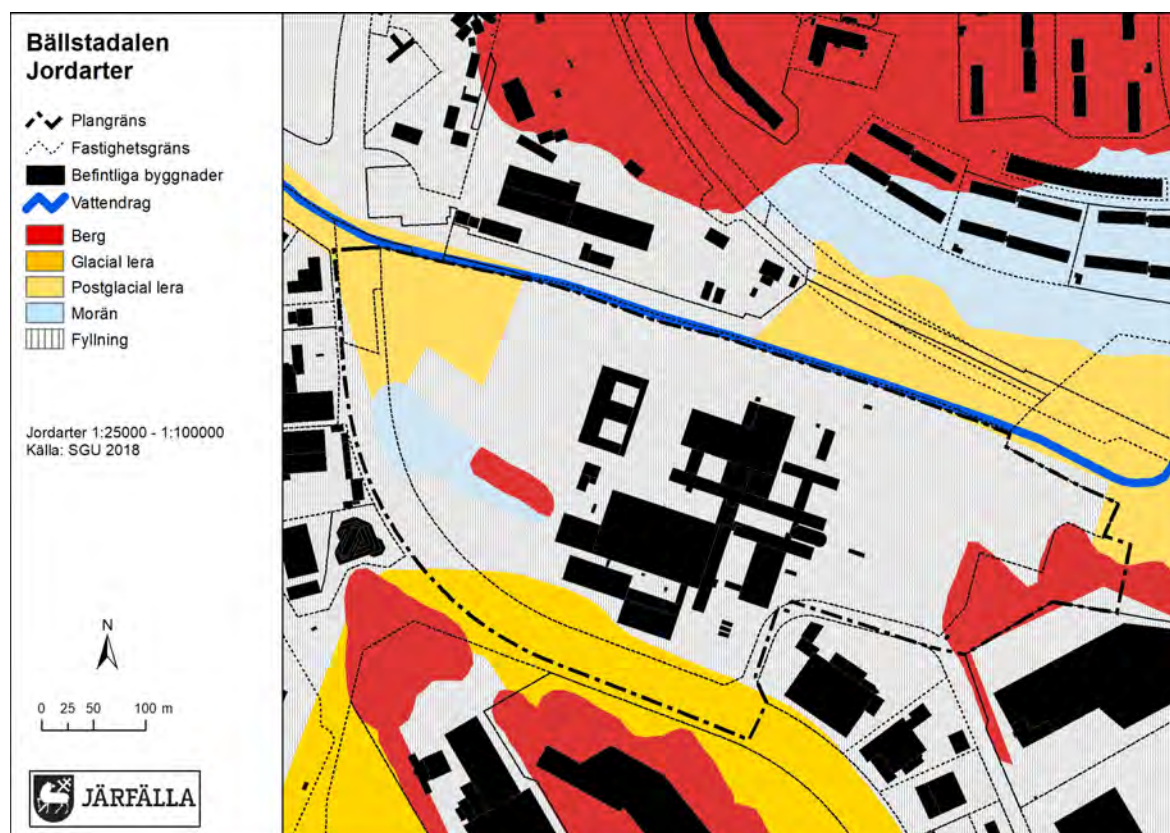 Bällstadalen
Jordarter
Plangräns
Fastighetsgräns
Befintliga byggnader
Vattendrag
Berg
Glacial lera
Postglacial lera
Morän
Fyllning
Jordarter 1:25000 - 1:100000
Källa: SGU 2018
N
0 25 50 100 m
JÄRFÄLLA